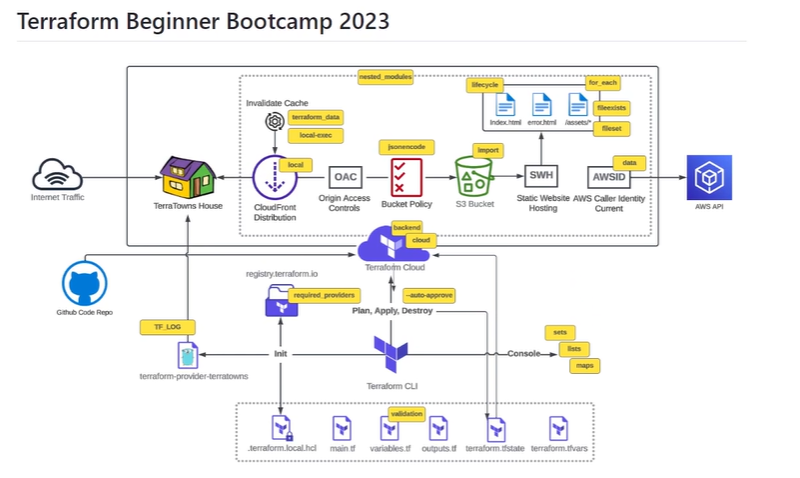 Terraform Beginner Bootcamp 2023
nested_modules
lifecycle
for_each
Invalidate Cache
terraform_data
local-exec
Index.html
error.html
/assets/*
fileexists
fileset
jsonencode
import
local
data
OAC
SWH
AWSID
Internet Traffic
TerraTowns House
CloudFront
Distribution
Origin Access
Controls
Bucket Policy
S3 Bucket
Static Website
Hosting
AWS Caller Identity
Current
AWS API
backend
cloud
Terraform Cloud
Github Code Repo
registry.terraform.io
required_providers
--auto-approve
Plan, Apply, Destroy
TF_LOG
Init
Console
sets
lists
maps
terraform-provider-terratowns
Terraform CLI
validation
.terraform.local.hcl
main.tf
variables.tf
outputs.tf
terraform.tfstate
terraform.tfvars